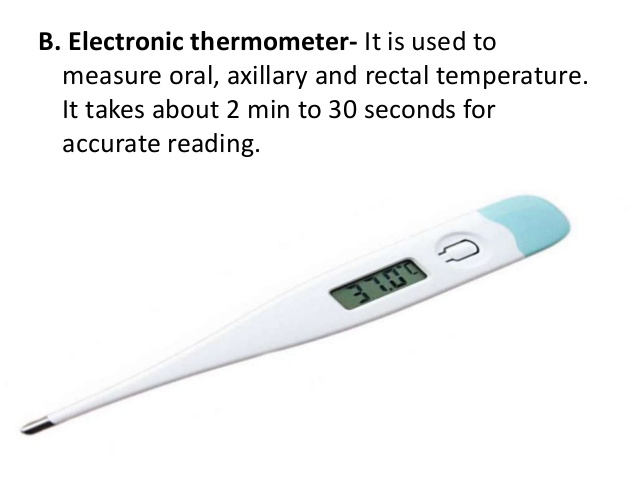 B. Electronic thermometer- It is used to
measure oral, axillary and rectal temperature.
It takes about 2 min to 30 seconds for
accurate reading.
37.0°C